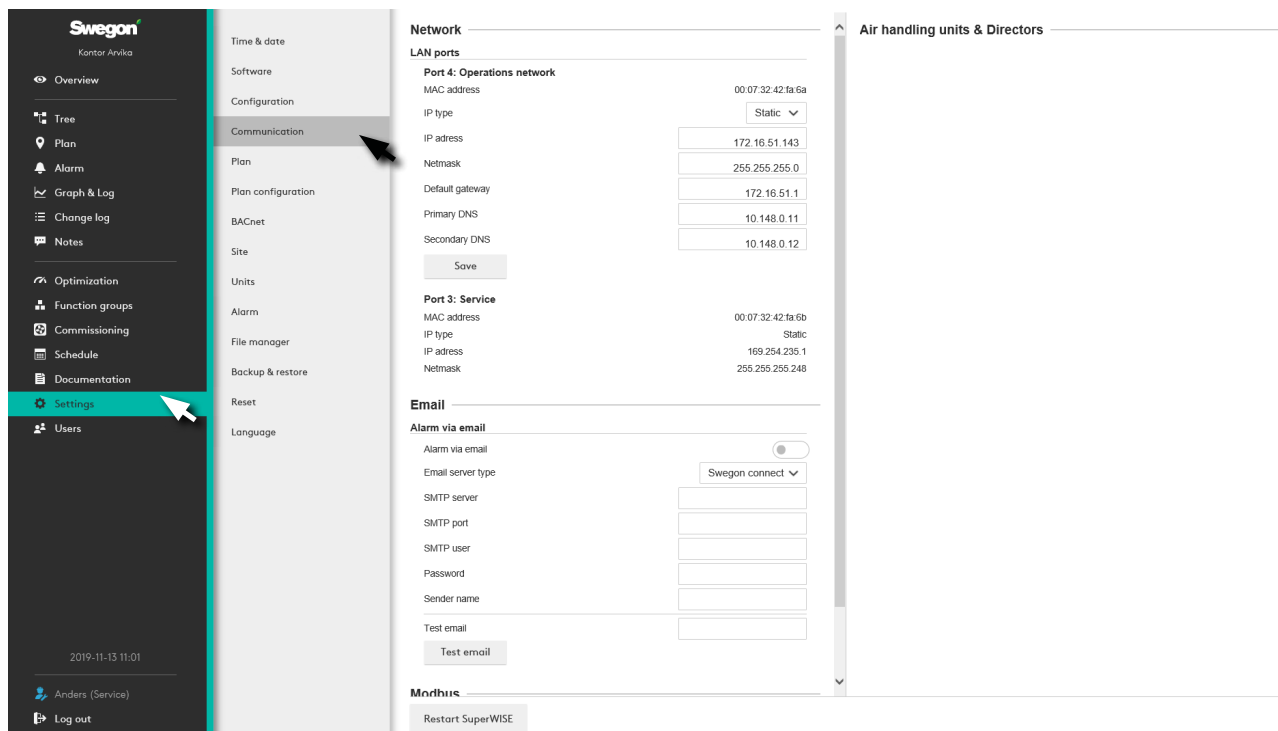 Swegon
Kontor Arvika
Overview
Tree
Plan
Alarm
Graph & Log
Change log
Notes
Optimization
Function groups
Commissioning
Schedule
Documentation
Settings
Users
2019-11-13 11:01
Anders (Service)
Log out
Time & date
Software
Configuration
Communication
Plan
Plan configuration
BACnet
Site
Units
Alarm
File manager
Backup & restore
Reset
Language
Network
LAN ports
Port 4: Operations network
MAC address 00:07:32:42:fa:6a
IP type Static
IP adress 172.16.51.143
Netmask 255.255.255.0
Default gateway 172.16.51.1
Primary DNS 10.148.0.11
Secondary DNS 10.148.0.12
Save
Port 3: Service
MAC address 00:07:32:42:fa:6b
IP type Static
IP adress 169.254.235.1
Netmask 255.255.255.248
Email
Alarm via email
Alarm via email
Email server type Swegon connect
SMTP server
SMTP port
SMTP user
Password
Sender name
Test email
Test email
Modbus
Restart SuperWISE
Air handling units & Directors